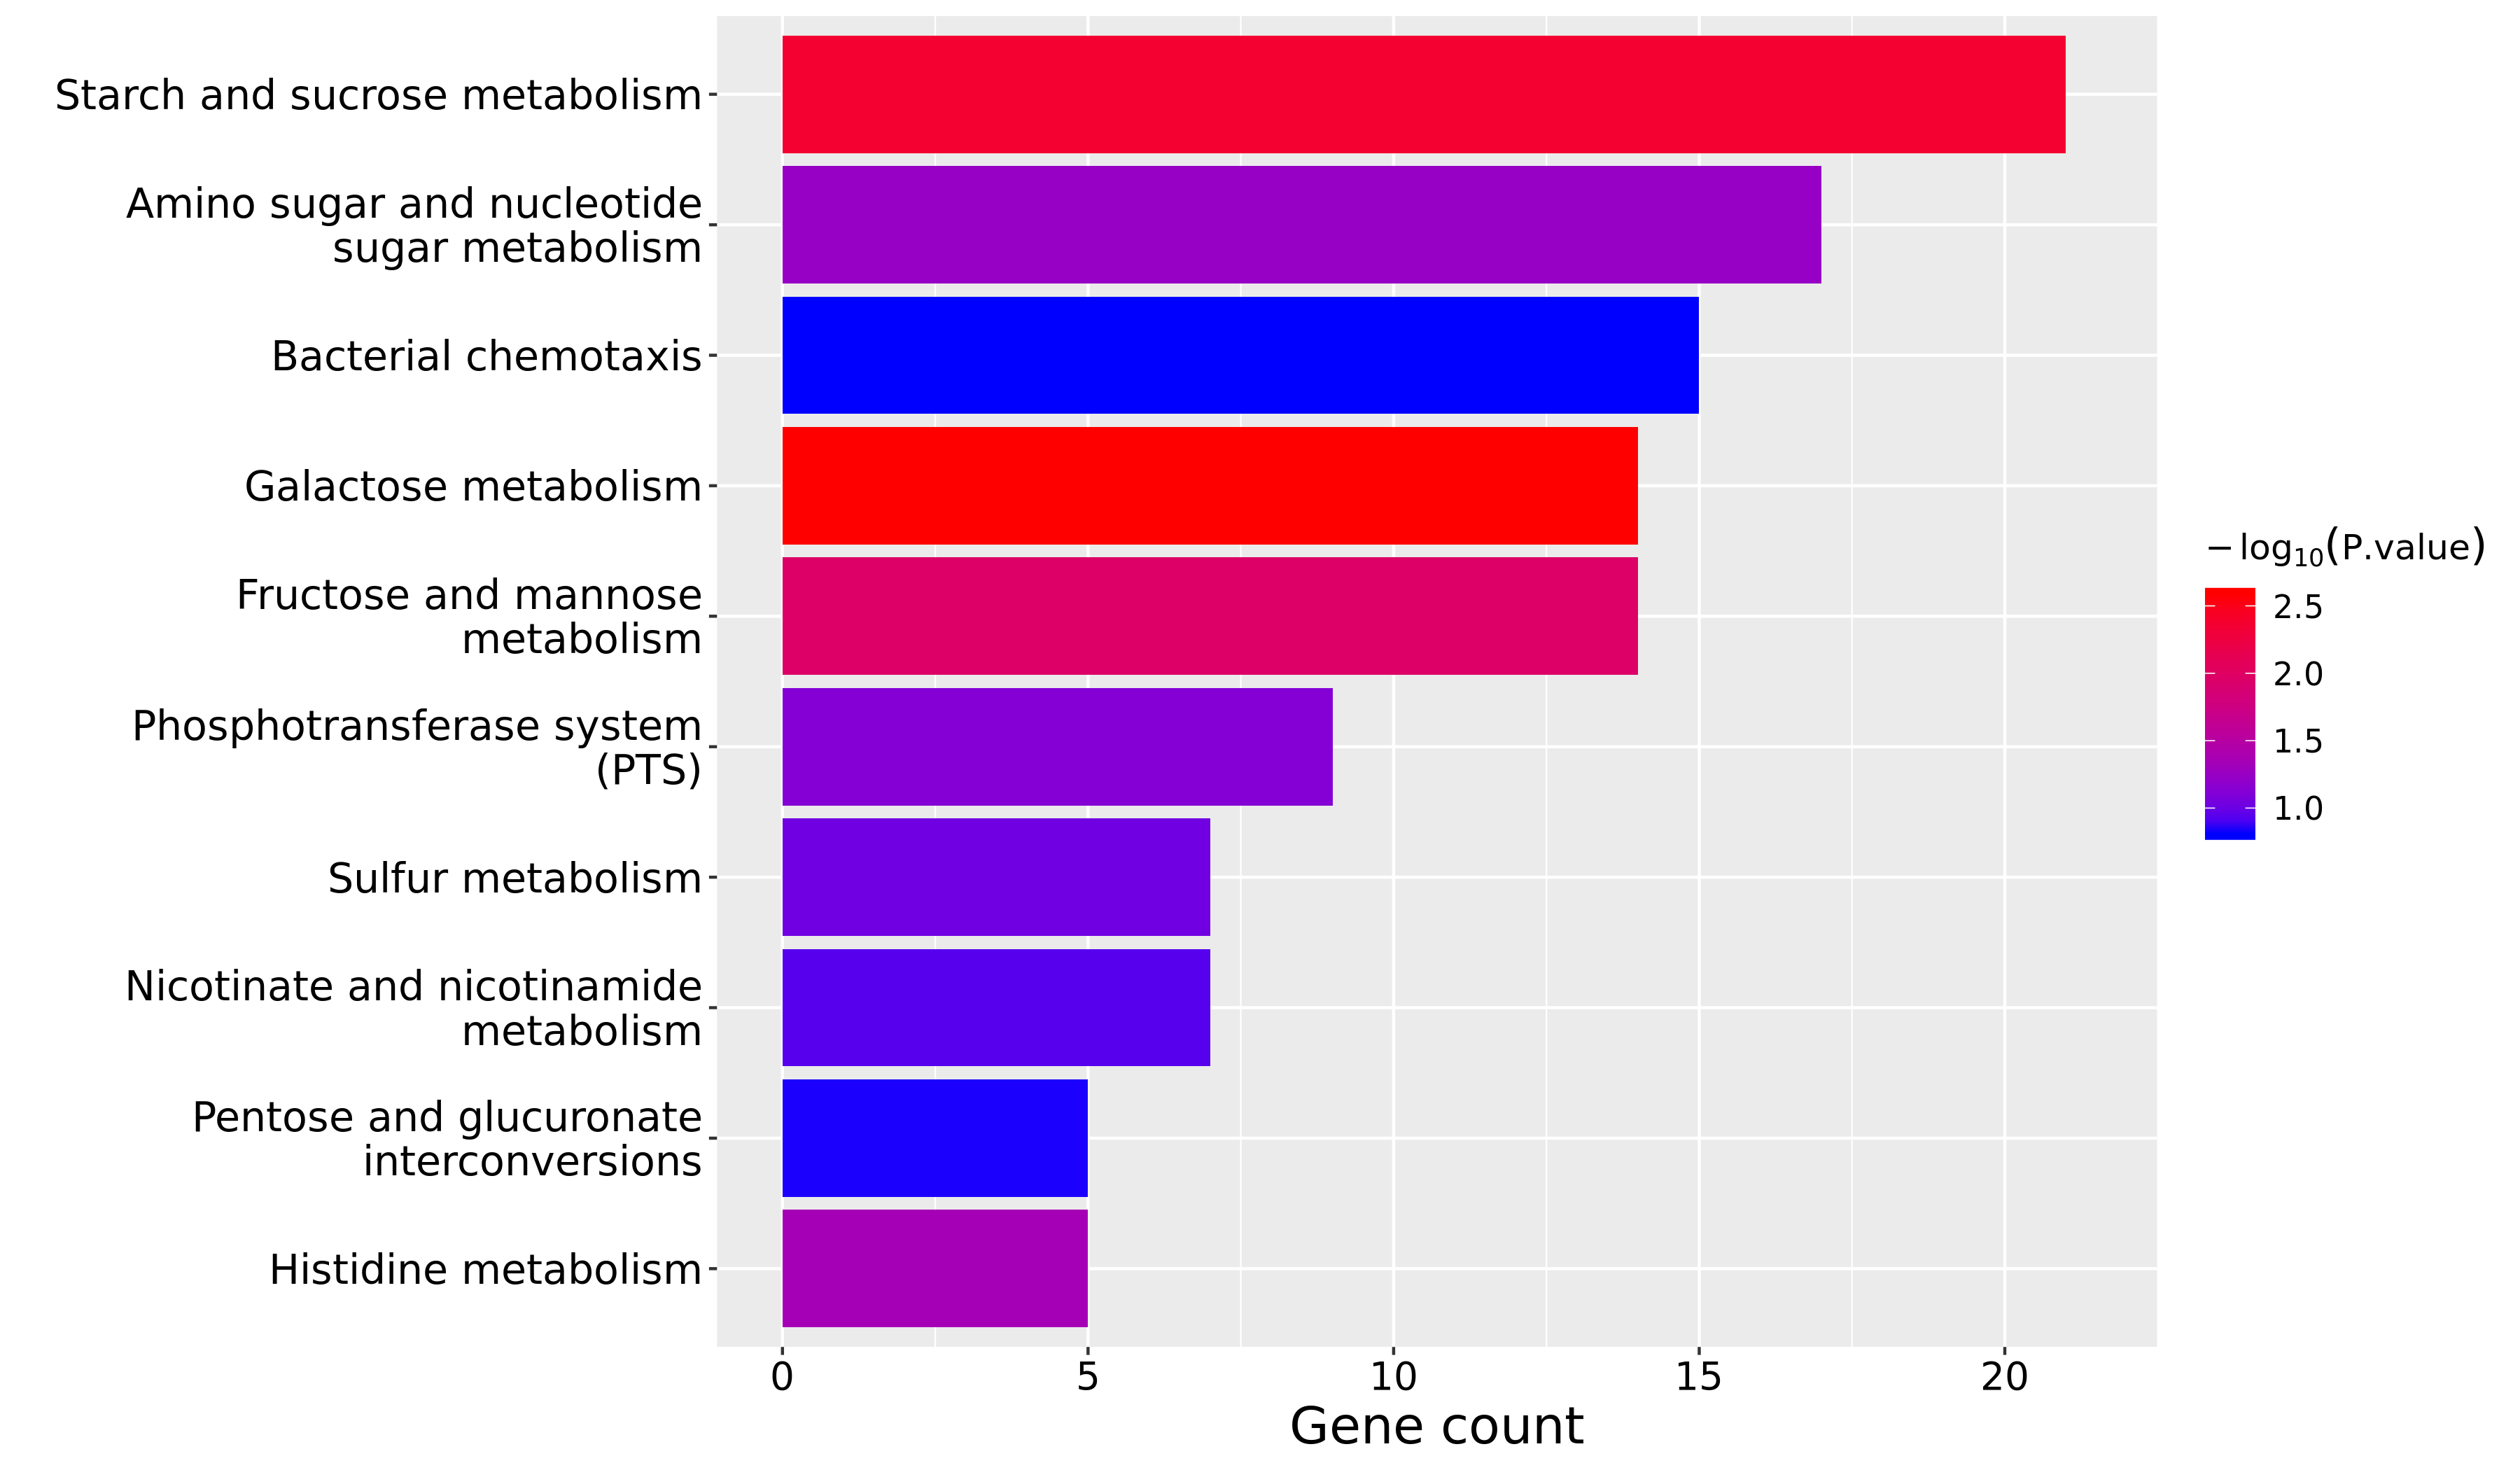 Starch and sucrose metabolism
Amino sugar and nucleotide
sugar metabolism
Bacterial chemotaxis
Galactose metabolism
Fructose and mannose
metabolism
Phosphotransferase system
(PTS)
Sulfur metabolism
Nicotinate and nicotinamide
metabolism
Pentose and glucuronate
interconversions
Histidine metabolism
0 5 10 15 20
Gene count
− log₁₀(P.value)
2.5
2.0
1.5
1.0